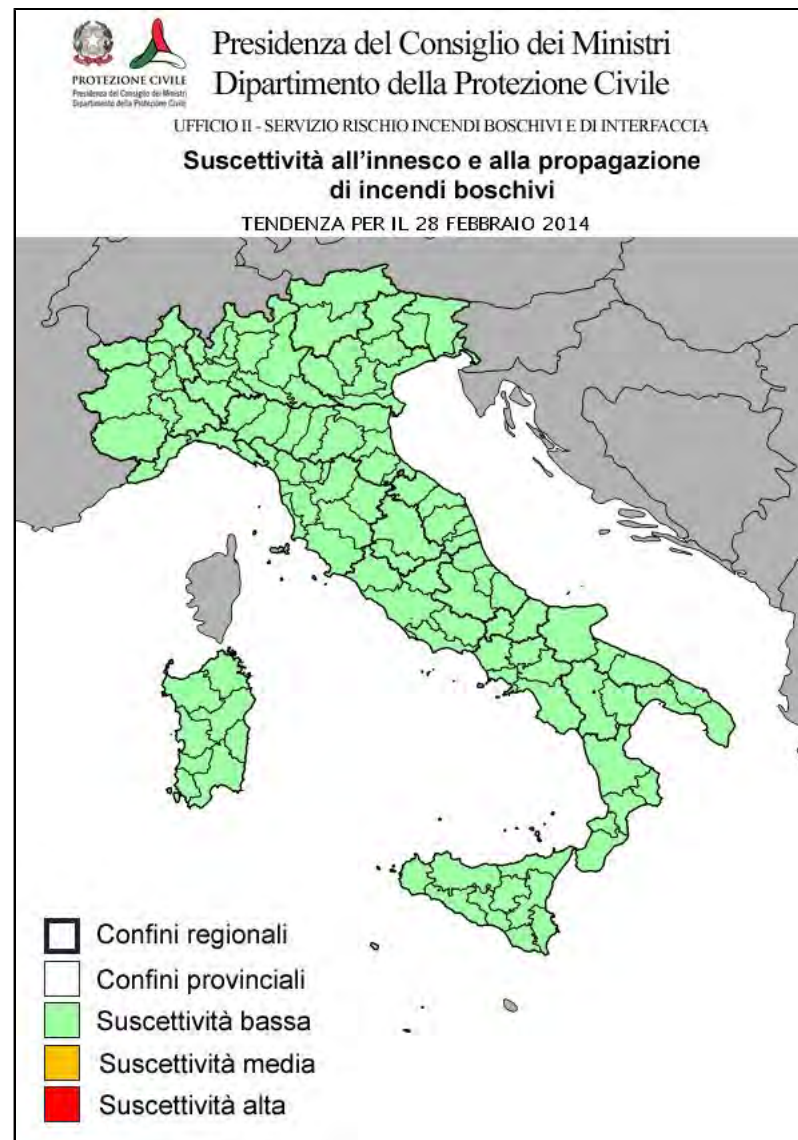 PROTEZIONE CIVILE
Presidenza del Consiglio dei Ministri
Dipartimento della Protezione Civile
Presidenza del Consiglio dei Ministri
Dipartimento della Protezione Civile
UFFICIO II - SERVIZIO RISCHIO INCENDI BOSCHIVI E DI INTERFACCIA
Suscettività all'innesco e alla propagazione
di incendi boschivi
TENDENZA PER IL 28 FEBBRAIO 2014
Confini regionali
Confini provinciali
Suscettività bassa
Suscettività media
Suscettività alta